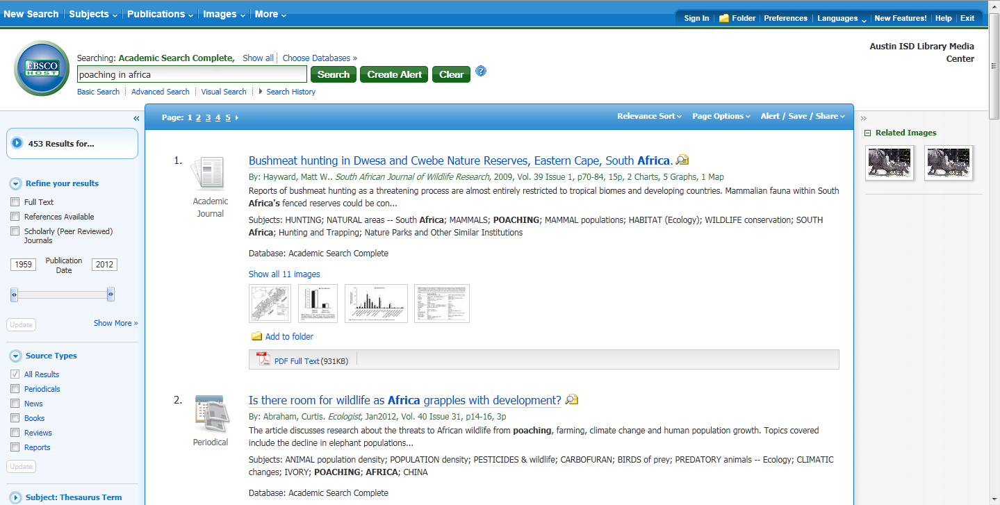 New Search Subjects Publications Images More
Sign In Folder Preferences Languages New Features! Help Exit
Austin ISD Library Media
Center
EBSCO
HOST
Searching: Academic Search Complete, Show all Choose Databases »
poaching in africa Search Create Alert Clear ?
Basic Search Advanced Search Visual Search Search History
«
453 Results for...
Refine your results
Full Text
References Available
Scholarly (Peer Reviewed)
Journals
1959 Publication 2012
Date
Update
Show More »
Source Types
All Results
Periodicals
News
Books
Reviews
Reports
Update
Subject: Thesaurus Term
Page: 1 2 3 4 5
Relevance Sort Page Options Alert / Save / Share
1.
Academic
Journal
Bushmeat hunting in Dwesa and Cwebe Nature Reserves, Eastern Cape, South Africa.
By: Hayward, Matt W.. South African Journal of Wildlife Research, 2009, Vol. 39 Issue 1, p70-84, 15p, 2 Charts, 5 Graphs, 1 Map
Reports of bushmeat hunting as a threatening process are almost entirely restricted to tropical biomes and developing countries. Mammalian fauna within South
Africa's fenced reserves could be con...
Subjects: HUNTING; NATURAL areas -- South Africa; MAMMALS; POACHING; MAMMAL populations; HABITAT (Ecology); WILDLIFE conservation; SOUTH
Africa; Hunting and Trapping; Nature Parks and Other Similar Institutions
Database: Academic Search Complete
Show all 11 images
Add to folder
PDF Full Text (931KB)
2.
Periodical
Is there room for wildlife as Africa grapples with development?
By: Abraham, Curtis. Ecologist, Jan2012, Vol. 40 Issue 31, p14-16, 3p
The article discusses research about the threats to African wildlife from poaching, farming, climate change and human population growth. Topics covered
include the decline in elephant populations...
Subjects: ANIMAL population density; POPULATION density; PESTICIDES & wildlife; CARBOFURAN; BIRDS of prey; PREDATORY animals -- Ecology; CLIMATIC
changes; IVORY; POACHING; AFRICA; CHINA
Database: Academic Search Complete
»
Related Images